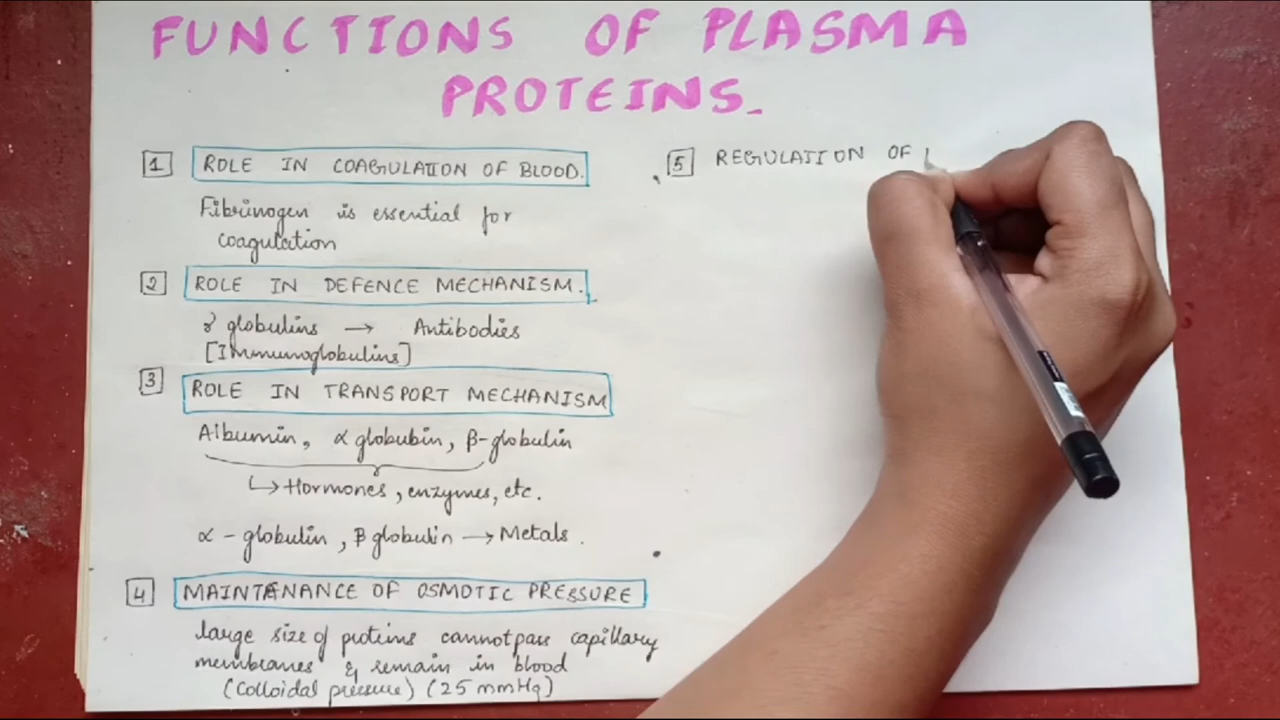 FUNCTIONS OF PLASMA
PROTEINS.
1 ROLE IN COAGULATION OF BLOOD.
Fibrinogen is essential for
coagulation
2 ROLE IN DEFENCE MECHANISM.
γ globulins → Antibodies
[Immunoglobulins]
3 ROLE IN TRANSPORT MECHANISM
Albumin, α globubin, β-globulin
↳ Hormones, enzymes, etc.
α - globulin, β globulin → Metals.
4 MAINTENANCE OF OSMOTIC PRESSURE
large size of proteins cannot pass capillary
membranes & remain in blood
(Colloidal pressure) (25 mmHg)
5 REGULATION OF